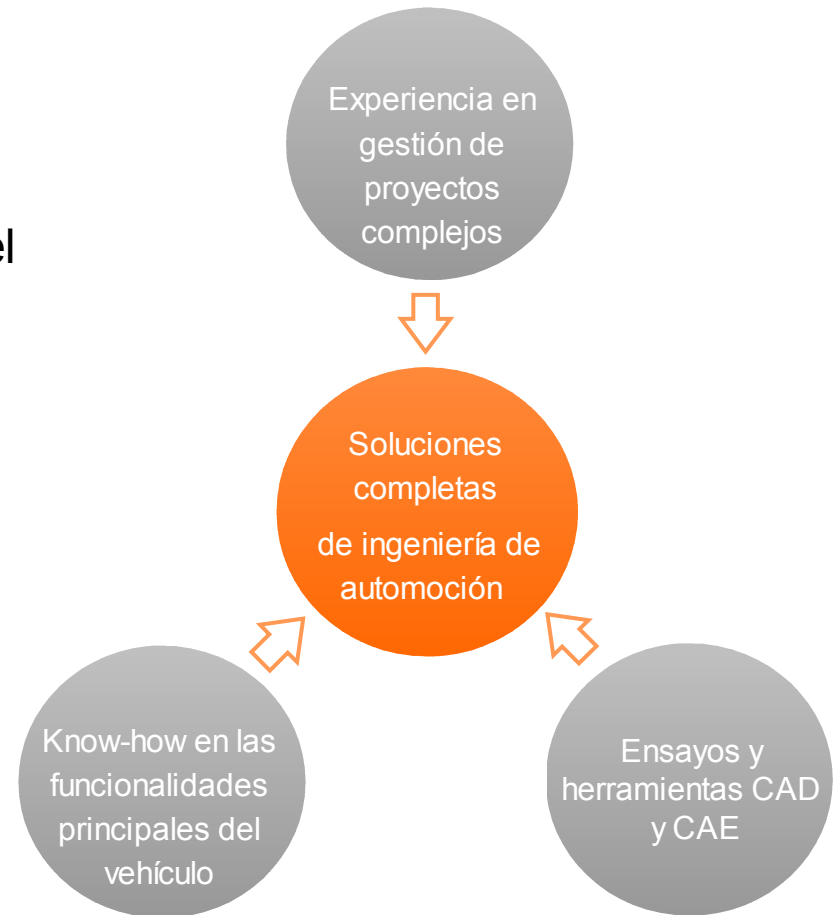 Experiencia en
gestión de
proyectos
complejos
el
Soluciones
completas
de ingeniería de
automoción
Know-how en las
funcionalidades
principales del
vehículo
Ensayos y
herramientas CAD
y CAE